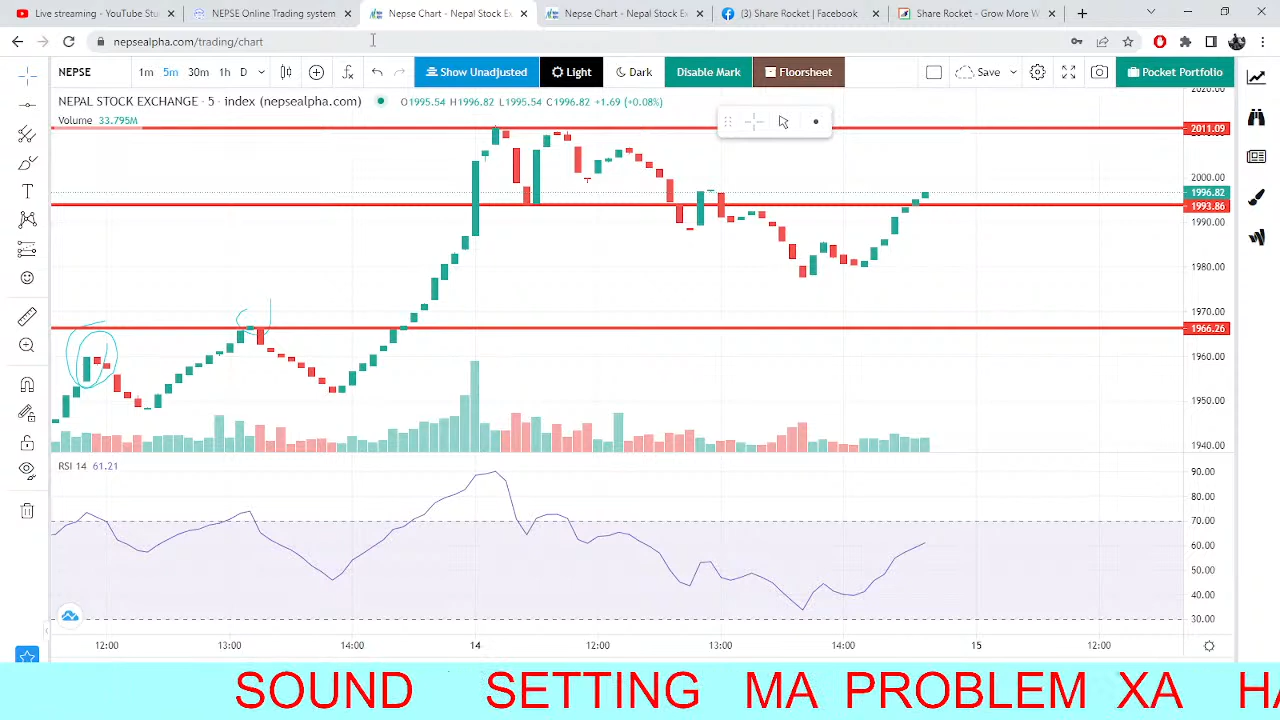 Live streaming - YouTube Stu
NEPSE Online Trading system
Nepse Chart - Nepal Stock Ex
Nepse Chart - Nepal Stock Ex
(3) Share Rocket | Facebook
Share Rocket - Grow More W
nepsealpha.com/trading/chart
NEPSE 1m 5m 30m 1h D Show Unadjusted Light Dark Disable Mark Floorsheet Save Pocket Portfolio
NEPAL STOCK EXCHANGE · 5 · index (nepsealpha.com) O1995.54 H1996.82 L1995.54 C1996.82 +1.69 (+0.08%)
Volume 33.795M
2020.00
2011.09
2000.00
1996.82
1993.86
1990.00
1980.00
1970.00
1966.26
1960.00
1950.00
1940.00
RSI 14 61.21
90.00
80.00
70.00
60.00
50.00
40.00
30.00
12:00 13:00 14:00 14 12:00 13:00 14:00 15 12:00
SOUND SETTING MA PROBLEM XA HA